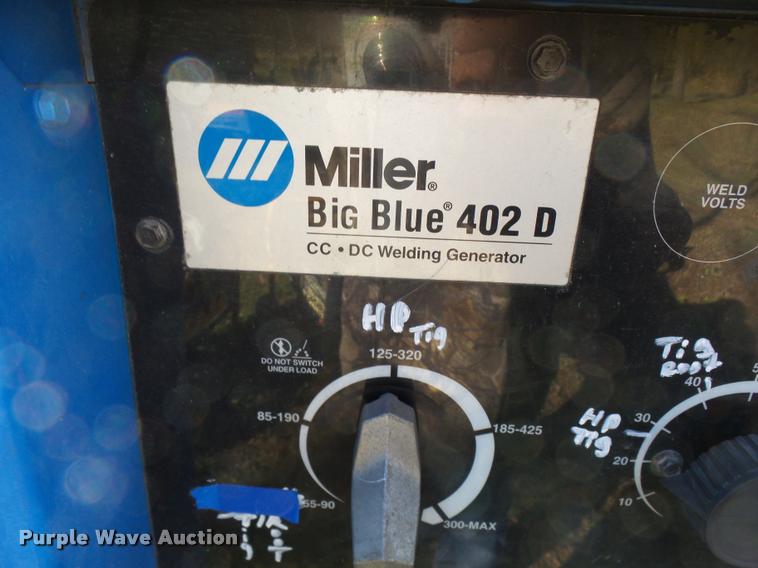 Miller®
Big Blue® 402 D
CC • DC Welding Generator
WELD
VOLTS
HP Tig
DO NOT SWITCH
UNDER LOAD
125-320
85-190
185-425
55-90
300-MAX
Tig
Root
40
HP
Tig
30
20
10
Purple Wave Auction